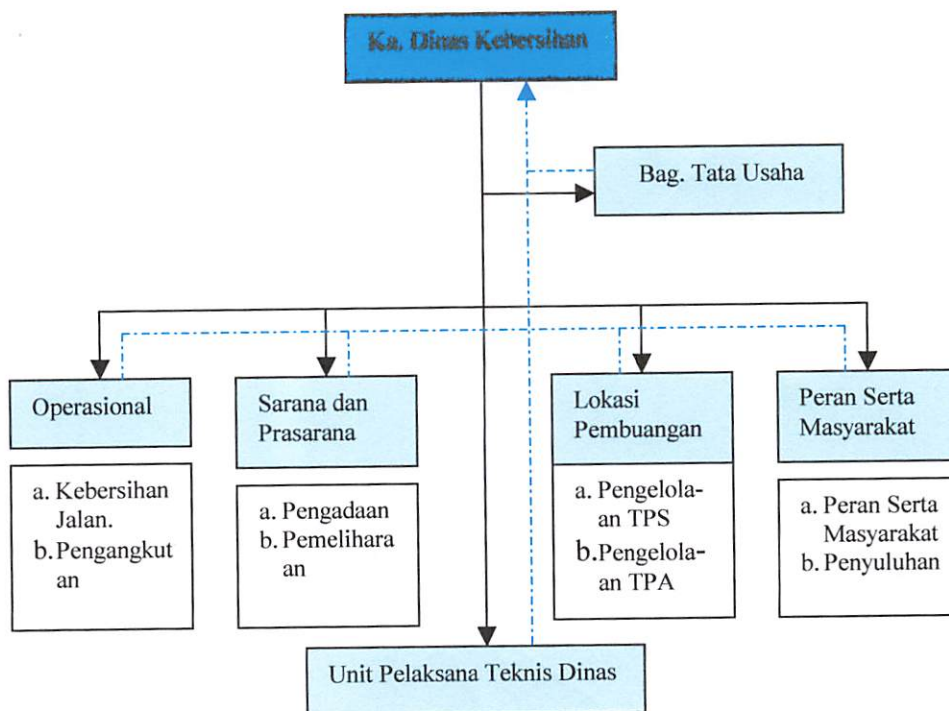 Ka. Dinas Kebersihan
Bag. Tata Usaha
Operasional
Sarana dan
Prasarana
Lokasi
Pembuangan
Peran Serta
Masyarakat
a. Kebersihan
Jalan.
b. Pengangkut
an
a. Pengadaan
b. Pemelihara
an
a. Pengelola-
an TPS
b. Pengelola-
an TPA
a. Peran Serta
Masyarakat
b. Penyuluhan
Unit Pelaksana Teknis Dinas